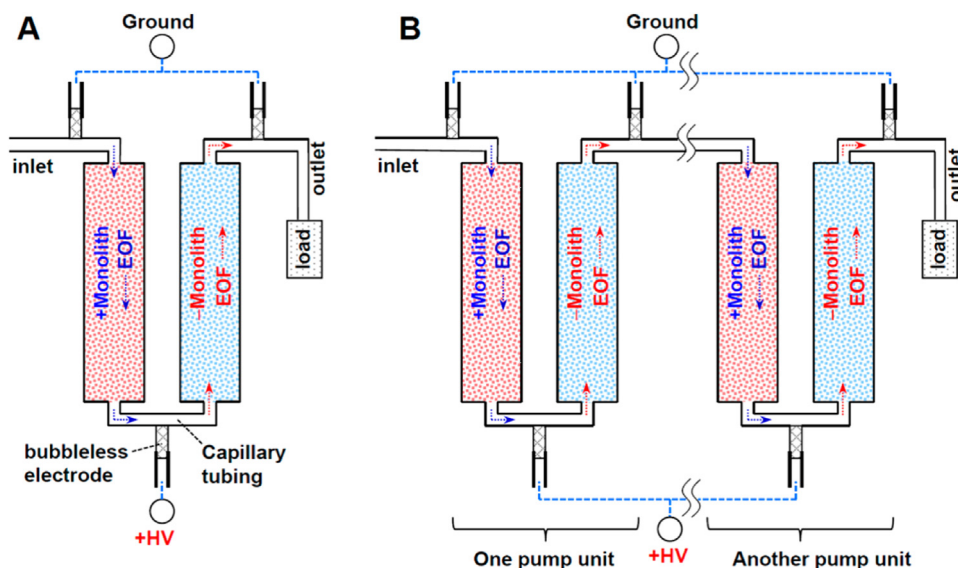 A
Ground
inlet
+Monolith
EOF
–Monolith
EOF
outlet
load
bubbleless
electrode
Capillary
tubing
+HV
B
Ground
inlet
+Monolith
EOF
–Monolith
EOF
+Monolith
EOF
–Monolith
EOF
outlet
load
One pump unit
+HV
Another pump unit